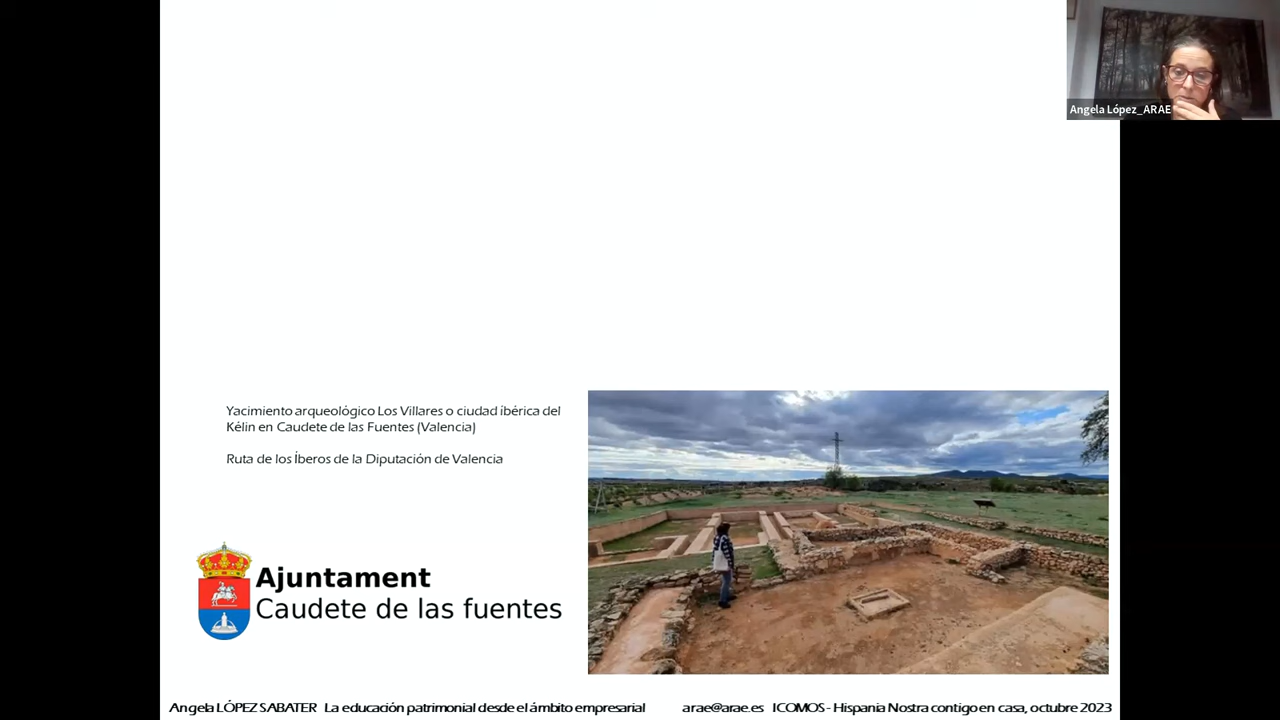 Angela López_ARAE
Yacimiento arqueológico Los Villares o ciudad íbérica del
Kélin en Caudete de las Fuentes (Valencia)
Ruta de los Íberos de la Diputación de Valencia
Ajuntament
Caudete de las fuentes
Angela LÓPEZ SABATER La educación patrimonial desde el ámbito empresarial arae@arae.es ICOMOS - Hispania Nostra contigo en casa, octubre 2023